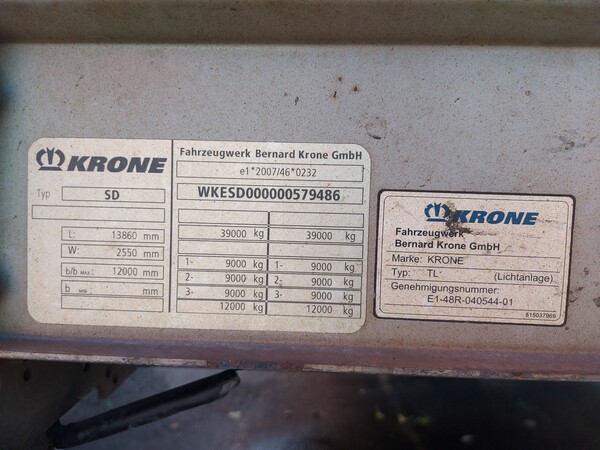 KRONE
Typ SD
L: 13860 mm
W: 2550 mm
b/b MAX.: 12000 mm
b MIN.: mm
Fahrzeugwerk Bernard Krone GmbH
e1*2007/46*0232
WKESD000000579486
39000 kg 39000 kg
1- 9000 kg 1- 9000 kg
2- 9000 kg 2- 9000 kg
3- 9000 kg 3- 9000 kg
12000 kg 12000 kg
KRONE
Fahrzeugwerk
Bernard Krone GmbH
Marke: KRONE
Typ: TL (Lichtanlage)
Genehmigungsnummer:
E1-48R-040544-01
515037969